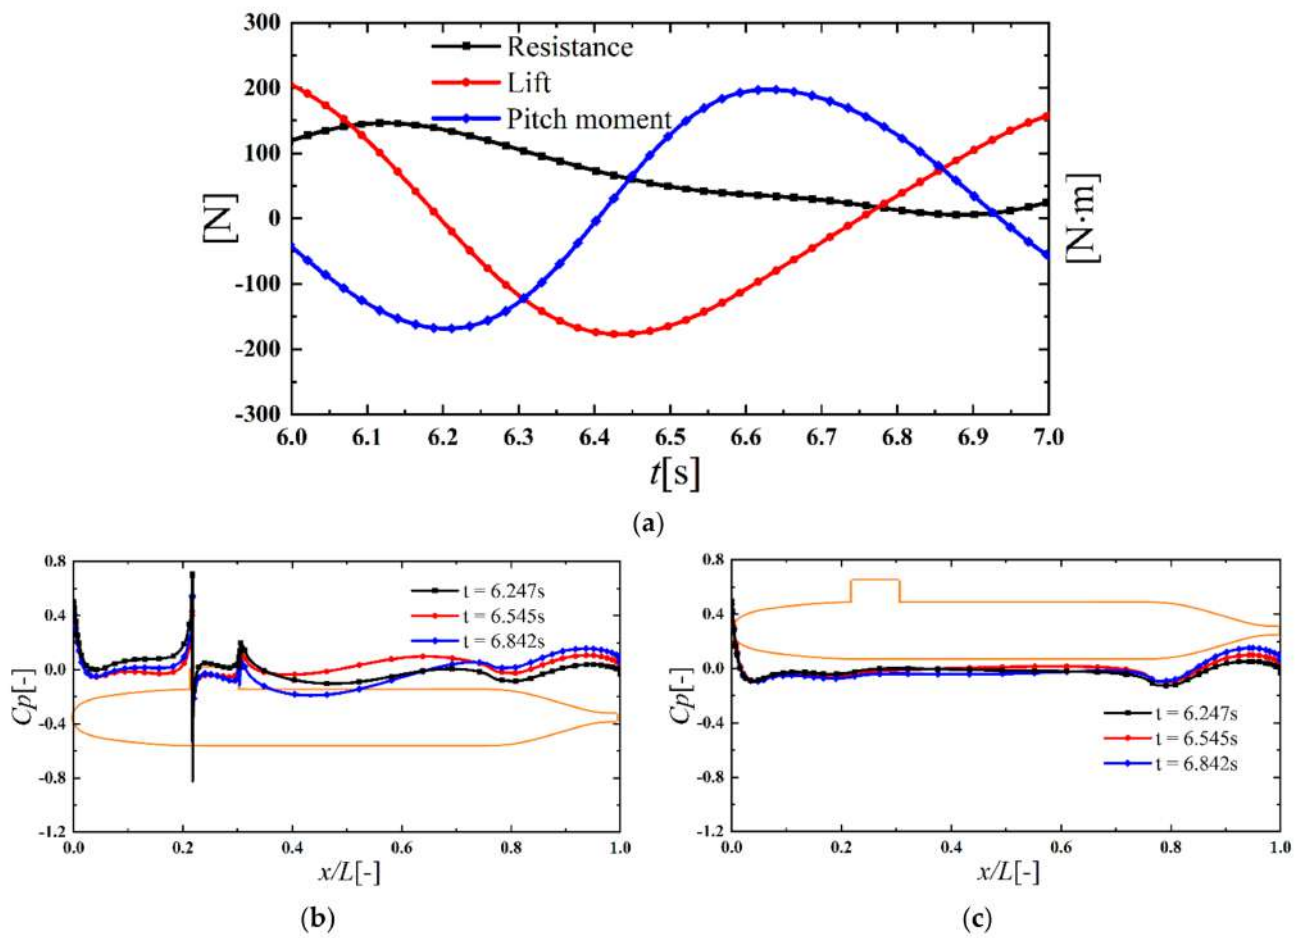 300
200
100
0
-100
-200
-300
[N]
[N·m]
Resistance
Lift
Pitch moment
6.0 6.1 6.2 6.3 6.4 6.5 6.6 6.7 6.8 6.9 7.0
t[s]
(a)
0.8
0.4
0.0
-0.4
-0.8
-1.2
Cp[-]
t = 6.247s
t = 6.545s
t = 6.842s
0.0 0.2 0.4 0.6 0.8 1.0
x/L[-]
(b)
0.8
0.4
0.0
-0.4
-0.8
-1.2
Cp[-]
t = 6.247s
t = 6.545s
t = 6.842s
0.0 0.2 0.4 0.6 0.8 1.0
x/L[-]
(c)